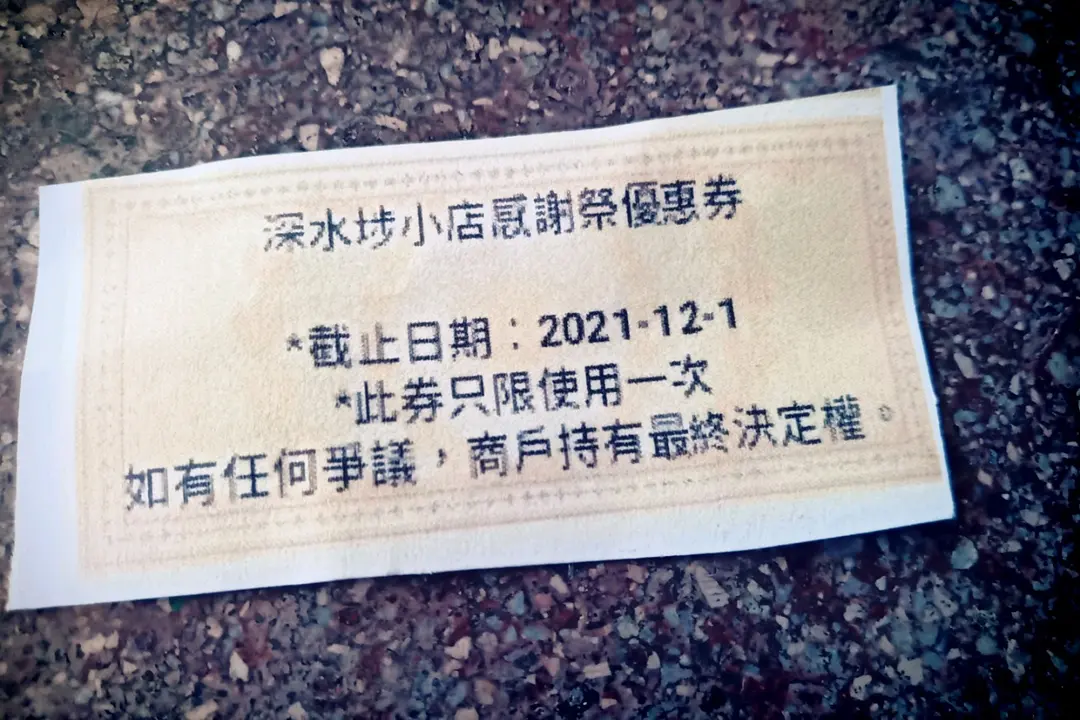 深水埗小店感謝祭優惠券
*截止日期：2021-12-1
*此券只限使用一次
如有任何爭議，商戶持有最終決定權。